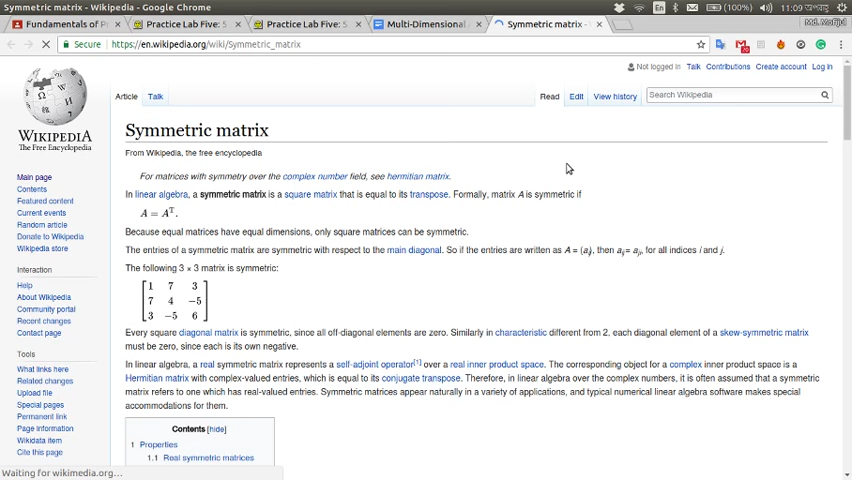 Symmetric matrix - Wikipedia - Google Chrome
En
(100%)
11:09 অপরাহ্ণ
Fundamentals of P
Practice Lab Five: S
Practice Lab Five: S
Multi-Dimensional A
Symmetric matrix - 
Md. Mofijul
Secure
https://en.wikipedia.org/wiki/Symmetric_matrix
Not logged in Talk Contributions Create account Log in
Article Talk
Read Edit View history
Search Wikipedia
WIKIPEDIA
The Free Encyclopedia
Main page
Contents
Featured content
Current events
Random article
Donate to Wikipedia
Wikipedia store
Interaction
Help
About Wikipedia
Community portal
Recent changes
Contact page
Tools
What links here
Related changes
Upload file
Special pages
Permanent link
Page information
Wikidata item
Cite this page
Symmetric matrix
From Wikipedia, the free encyclopedia
For matrices with symmetry over the complex number field, see hermitian matrix.
In linear algebra, a symmetric matrix is a square matrix that is equal to its transpose. Formally, matrix A is symmetric if
A = Aᵀ.
Because equal matrices have equal dimensions, only square matrices can be symmetric.
The entries of a symmetric matrix are symmetric with respect to the main diagonal. So if the entries are written as A = (aᵢⱼ), then aᵢⱼ = aⱼᵢ, for all indices i and j.
The following 3 × 3 matrix is symmetric:
1 7 3
7 4 −5
3 −5 6
Every square diagonal matrix is symmetric, since all off-diagonal elements are zero. Similarly in characteristic different from 2, each diagonal element of a skew-symmetric matrix
must be zero, since each is its own negative.
In linear algebra, a real symmetric matrix represents a self-adjoint operator[1] over a real inner product space. The corresponding object for a complex inner product space is a
Hermitian matrix with complex-valued entries, which is equal to its conjugate transpose. Therefore, in linear algebra over the complex numbers, it is often assumed that a symmetric
matrix refers to one which has real-valued entries. Symmetric matrices appear naturally in a variety of applications, and typical numerical linear algebra software makes special
accommodations for them.
Contents [hide]
1 Properties
1.1 Real symmetric matrices
Waiting for wikimedia.org...